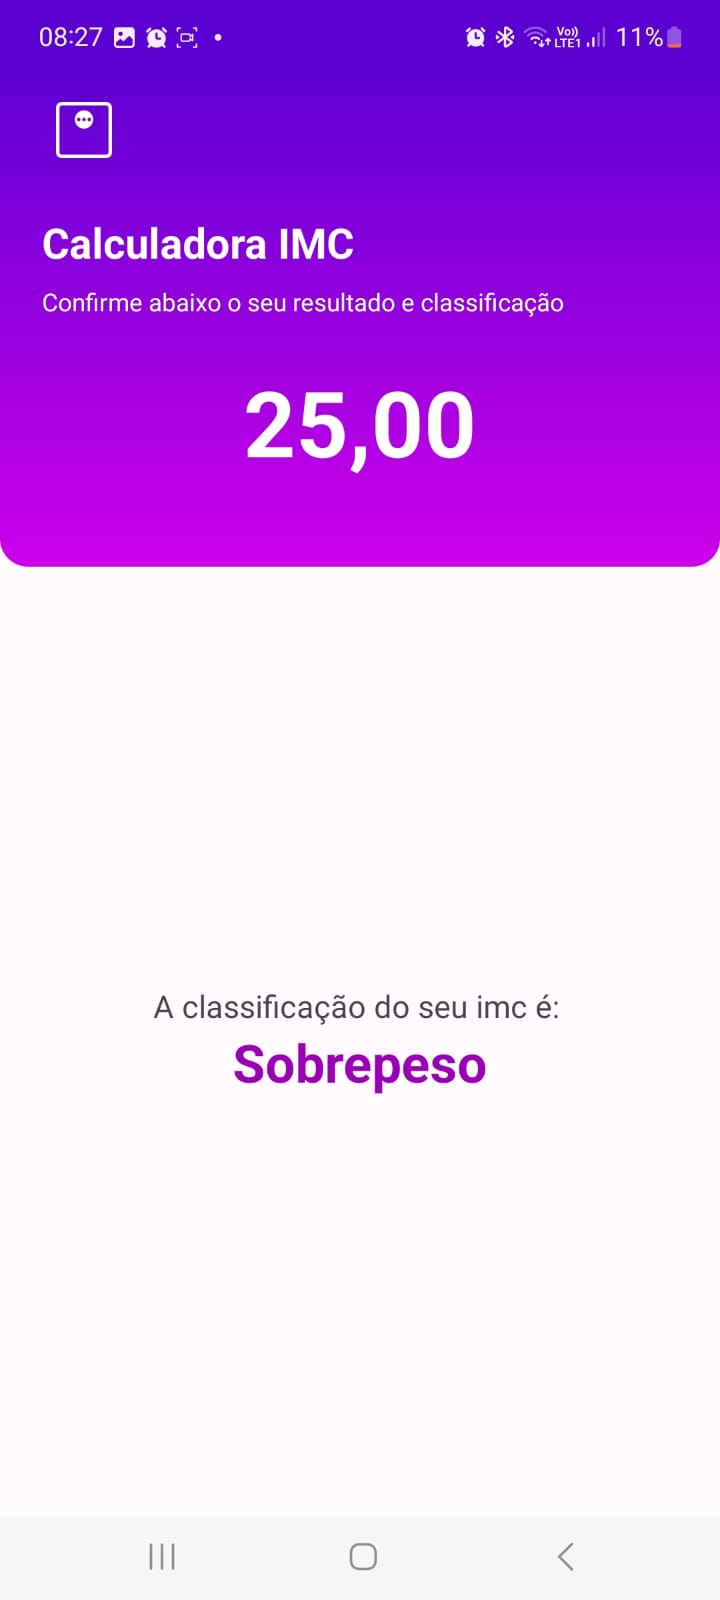 08:27
Vo)) LTE1 11%
Calculadora IMC
Confirme abaixo o seu resultado e classificação
25,00
A classificação do seu imc é:
Sobrepeso